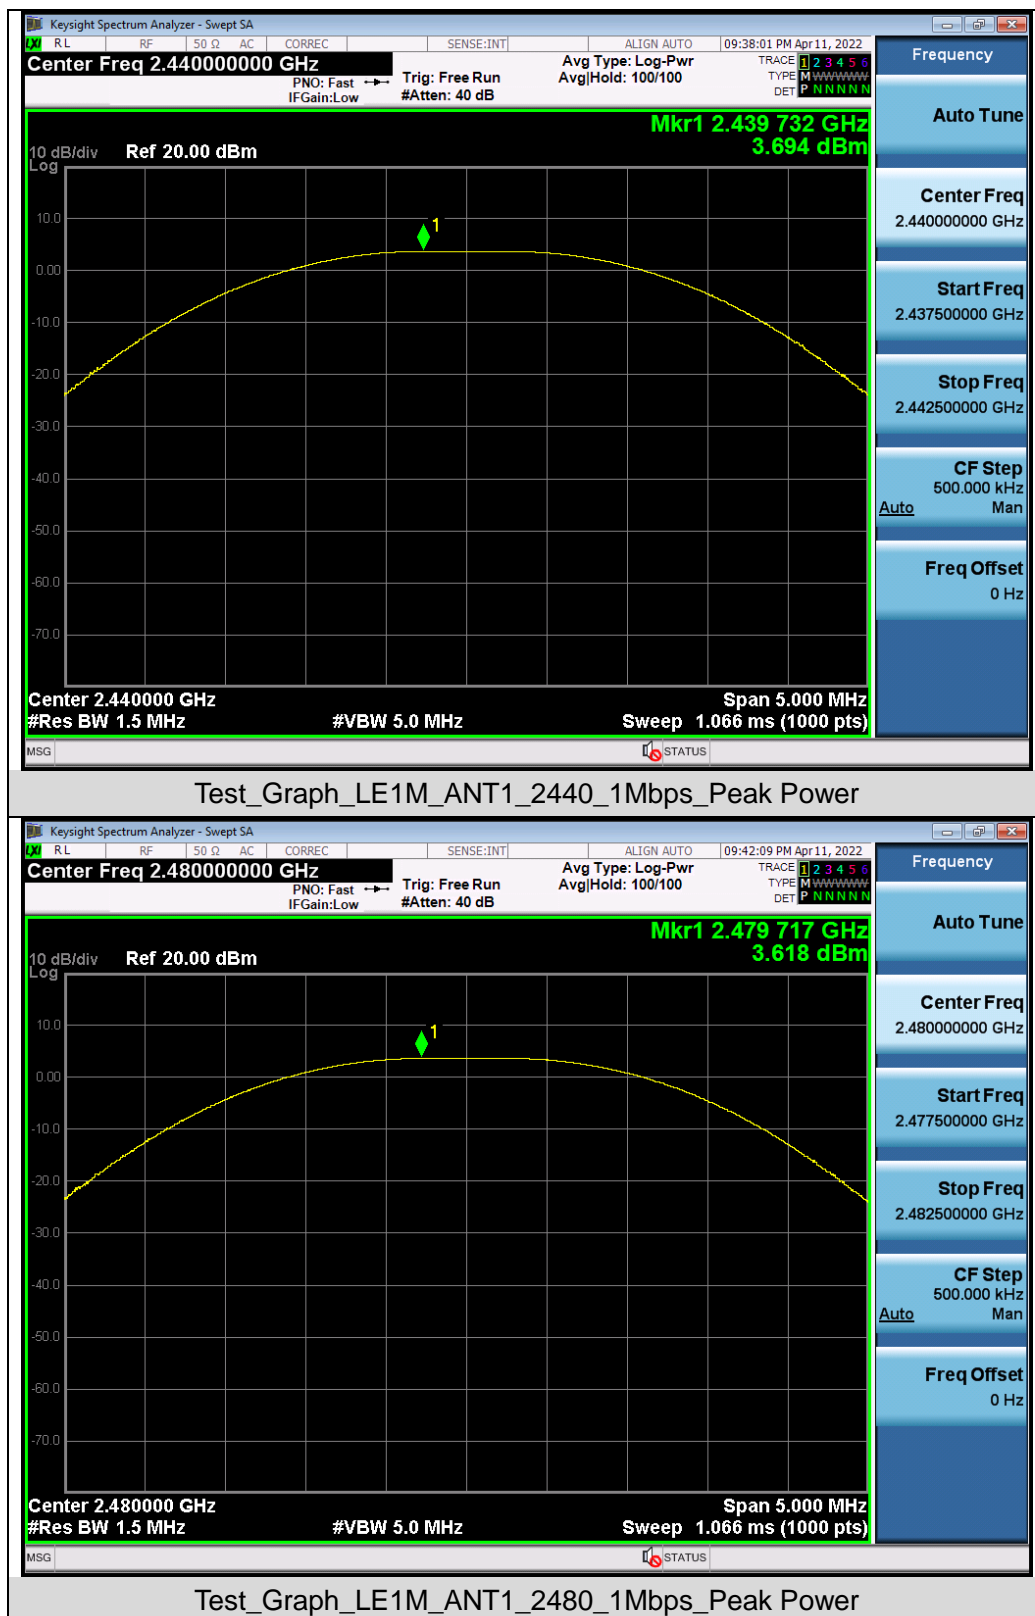 Keysight Spectrum Analyzer - Swept SA
LXI RL RF 50 Ω AC CORREC SENSE:INT ALIGN AUTO 09:38:01 PM Apr 11, 2022
Center Freq 2.440000000 GHz
PNO: Fast
IFGain:Low
Trig: Free Run
#Atten: 40 dB
Avg Type: Log-Pwr
Avg|Hold: 100/100
TRACE 1 2 3 4 5 6
TYPE M WWWWW
DET P N N N N N
Frequency
Auto Tune
Mkr1 2.439 732 GHz
3.694 dBm
10 dB/div Ref 20.00 dBm
Log
1
10.0
0.00
-10.0
-20.0
-30.0
-40.0
-50.0
-60.0
-70.0
Center Freq
2.440000000 GHz
Start Freq
2.437500000 GHz
Stop Freq
2.442500000 GHz
CF Step
500.000 kHz
Auto Man
Freq Offset
0 Hz
Center 2.440000 GHz Span 5.000 MHz
#Res BW 1.5 MHz #VBW 5.0 MHz Sweep 1.066 ms (1000 pts)
MSG STATUS
Test_Graph_LE1M_ANT1_2440_1Mbps_Peak Power
Keysight Spectrum Analyzer - Swept SA
LXI RL RF 50 Ω AC CORREC SENSE:INT ALIGN AUTO 09:42:09 PM Apr 11, 2022
Center Freq 2.480000000 GHz
PNO: Fast
IFGain:Low
Trig: Free Run
#Atten: 40 dB
Avg Type: Log-Pwr
Avg|Hold: 100/100
TRACE 1 2 3 4 5 6
TYPE M WWWWW
DET P N N N N N
Frequency
Auto Tune
Mkr1 2.479 717 GHz
3.618 dBm
10 dB/div Ref 20.00 dBm
Log
1
10.0
0.00
-10.0
-20.0
-30.0
-40.0
-50.0
-60.0
-70.0
Center Freq
2.480000000 GHz
Start Freq
2.477500000 GHz
Stop Freq
2.482500000 GHz
CF Step
500.000 kHz
Auto Man
Freq Offset
0 Hz
Center 2.480000 GHz Span 5.000 MHz
#Res BW 1.5 MHz #VBW 5.0 MHz Sweep 1.066 ms (1000 pts)
MSG STATUS
Test_Graph_LE1M_ANT1_2480_1Mbps_Peak Power